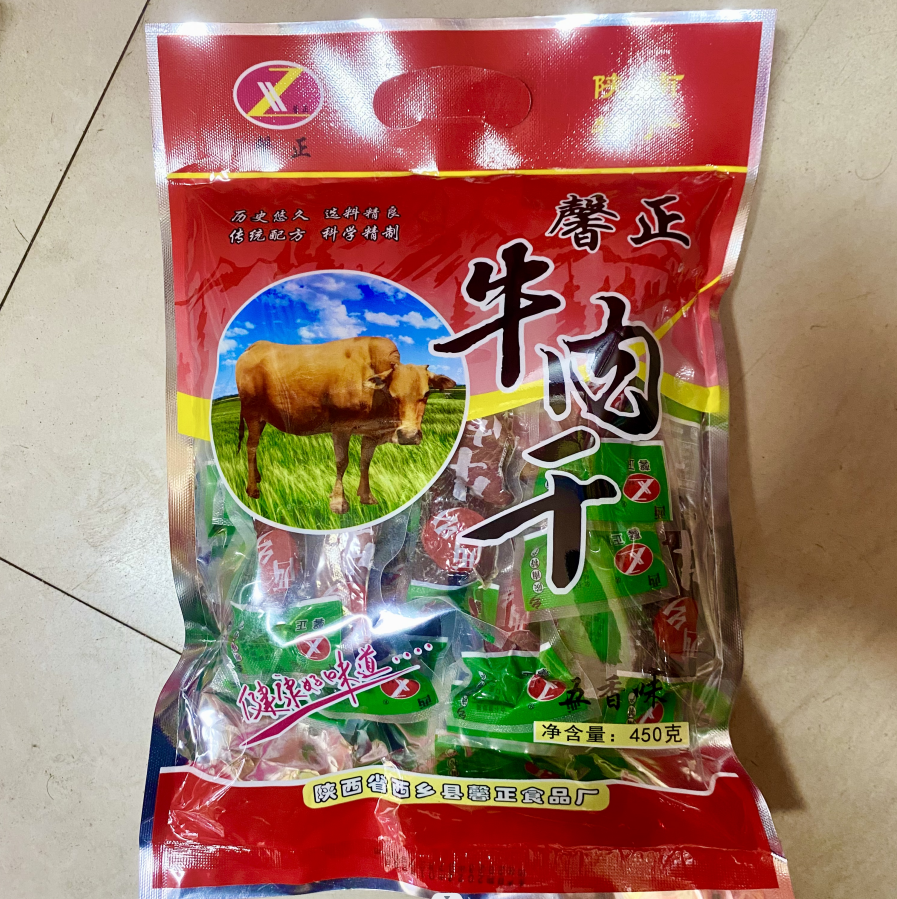 馨正
陕
历史悠久 选料精良
传统配方 科学精制
馨正
牛肉干
健康好味道····
五香味
净含量：450克
陕西省西乡县馨正食品厂